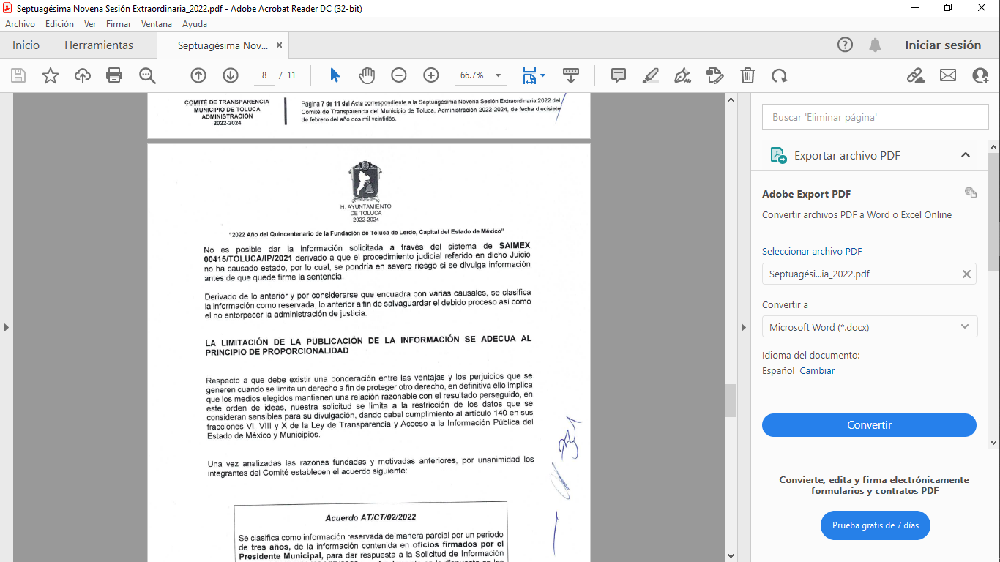 Septuagésima Novena Sesión Extraordinaria_2022.pdf - Adobe Acrobat Reader DC (32-bit)
Archivo Edición Ver Firmar Ventana Ayuda
Inicio Herramientas Septuagésima Nov... ×
Iniciar sesión
8 / 11
66.7%
COMITÉ DE TRANSPARENCIA
MUNICIPIO DE TOLUCA
ADMINISTRACIÓN
2022-2024
Página 7 de 11 del Acta correspondiente a la Septuagésima Novena Sesión Extraordinaria 2022 del
Comité de Transparencia del Municipio de Toluca, Administración 2022-2024, de fecha diecisiete
de febrero del año dos mil veintidós.
H. AYUNTAMIENTO
DE TOLUCA
2022-2024
"2022 Año del Quincentenario de la Fundación de Toluca de Lerdo, Capital del Estado de México"
No es posible dar la información solicitada a través del sistema de SAIMEX
00415/TOLUCA/IP/2021 derivado a que el procedimiento judicial referido en dicho Juicio
no ha causado estado, por lo cual, se pondría en severo riesgo si se divulga información
antes de que quede firme la sentencia.
Derivado de lo anterior y por considerarse que encuadra con varias causales, se clasifica
la información como reservada, lo anterior a fin de salvaguardar el debido proceso así como
el no entorpecer la administración de justicia.
LA LIMITACIÓN DE LA PUBLICACIÓN DE LA INFORMACIÓN SE ADECUA AL
PRINCIPIO DE PROPORCIONALIDAD
Respecto a que debe existir una ponderación entre las ventajas y los perjuicios que se
generen cuando se limita un derecho a fin de proteger otro derecho, en definitiva ello implica
que los medios elegidos mantienen una relación razonable con el resultado perseguido, en
este orden de ideas, nuestra solicitud se limita a la restricción de los datos que se
consideran sensibles para su divulgación, dando cabal cumplimiento al artículo 140 en sus
fracciones VI, VIII y X de la Ley de Transparencia y Acceso a la Información Pública del
Estado de México y Municipios.
Una vez analizadas las razones fundadas y motivadas anteriores, por unanimidad los
integrantes del Comité establecen el acuerdo siguiente:
Acuerdo AT/CT/02/2022
Se clasifica como información reservada de manera parcial por un periodo
de tres años, de la información contenida en oficios firmados por el
Presidente Municipal, para dar respuesta a la Solicitud de Información
Buscar 'Eliminar página'
Exportar archivo PDF
Adobe Export PDF
Convertir archivos PDF a Word o Excel Online
Seleccionar archivo PDF
Septuagési...ia_2022.pdf
Convertir a
Microsoft Word (*.docx)
Idioma del documento:
Español Cambiar
Convertir
Convierte, edita y firma electrónicamente
formularios y contratos PDF
Prueba gratis de 7 días